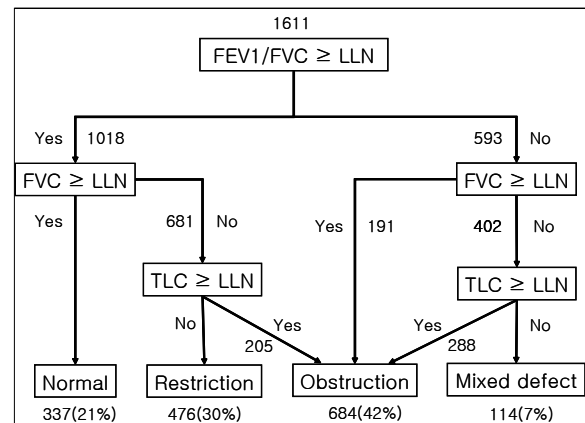 1611
FEV1/FVC ≥ LLN
Yes 1018 593 No
FVC ≥ LLN FVC ≥ LLN
Yes 681 No Yes 191 402 No
TLC ≥ LLN TLC ≥ LLN
No Yes Yes No
205 288
Normal Restriction Obstruction Mixed defect
337(21%) 476(30%) 684(42%) 114(7%)